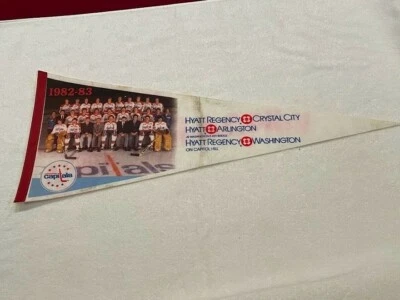 1982-83
HYATT REGENCY CRYSTAL CITY
HYATT ARLINGTON
HYATT REGENCY WASHINGTON
ON CAPITOL HILL
capitals
pitals